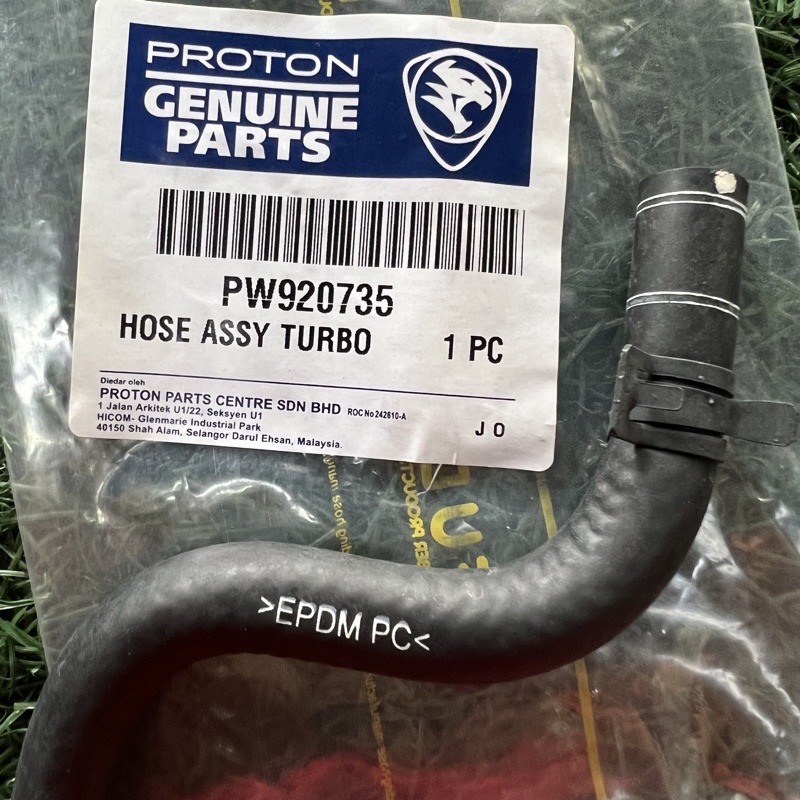 PROTON
GENUINE
PARTS
PW920735
HOSE ASSY TURBO 1 PC
Diedar oleh
PROTON PARTS CENTRE SDN BHD ROC No 242610-A
1 Jalan Arkitek U1/22, Seksyen U1
HICOM- Glenmarie Industrial Park
40150 Shah Alam, Selangor Darul Ehsan, Malaysia.
J O
>EPDM PC<